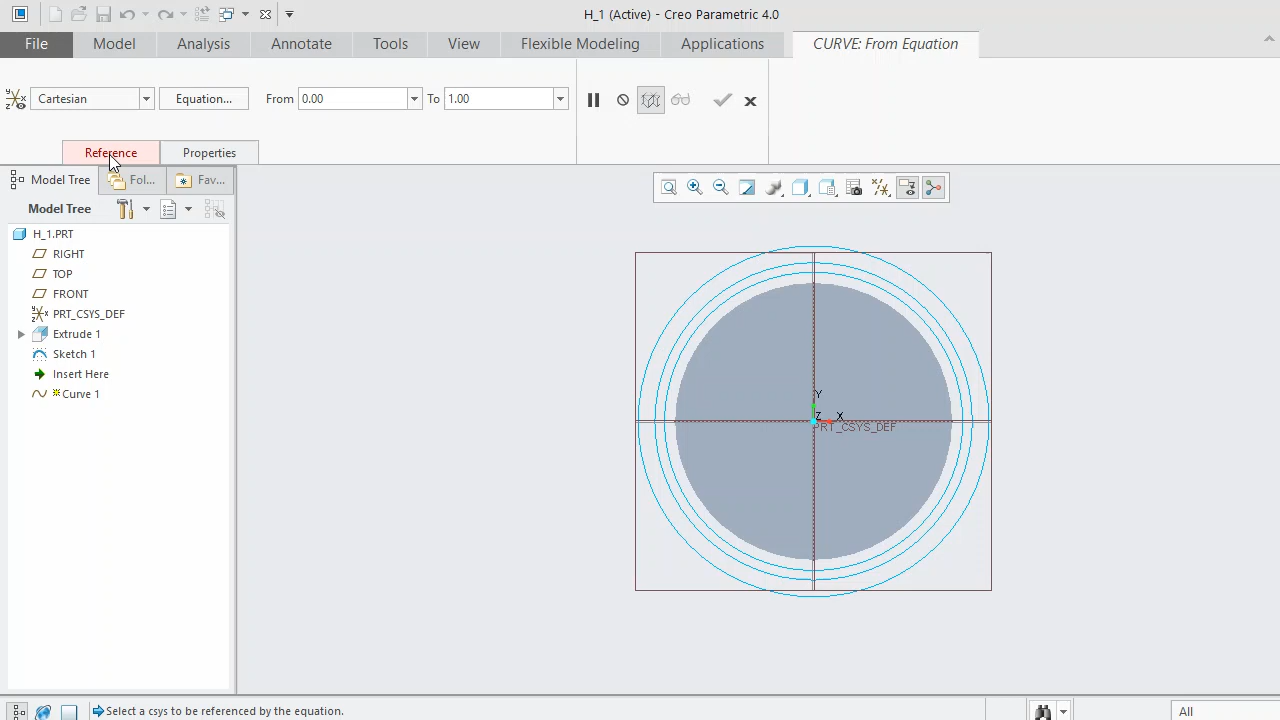 H_1 (Active) - Creo Parametric 4.0
File Model Analysis Annotate Tools View Flexible Modeling Applications CURVE: From Equation
Cartesian Equation... From 0.00 To 1.00
Reference Properties
Model Tree Fol... Fav...
Model Tree
H_1.PRT
RIGHT
TOP
FRONT
PRT_CSYS_DEF
Extrude 1
Sketch 1
Insert Here
Curve 1
Y
Z X
PRT_CSYS_DEF
Select a csys to be referenced by the equation.
All